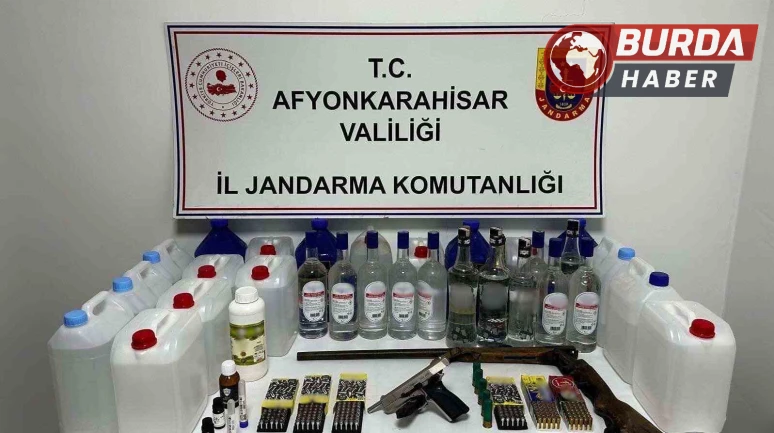 BURDA
HABER
T.C.
AFYONKARAHİSAR
VALİLİĞİ
İL JANDARMA KOMUTANLIĞI
JANDARMA